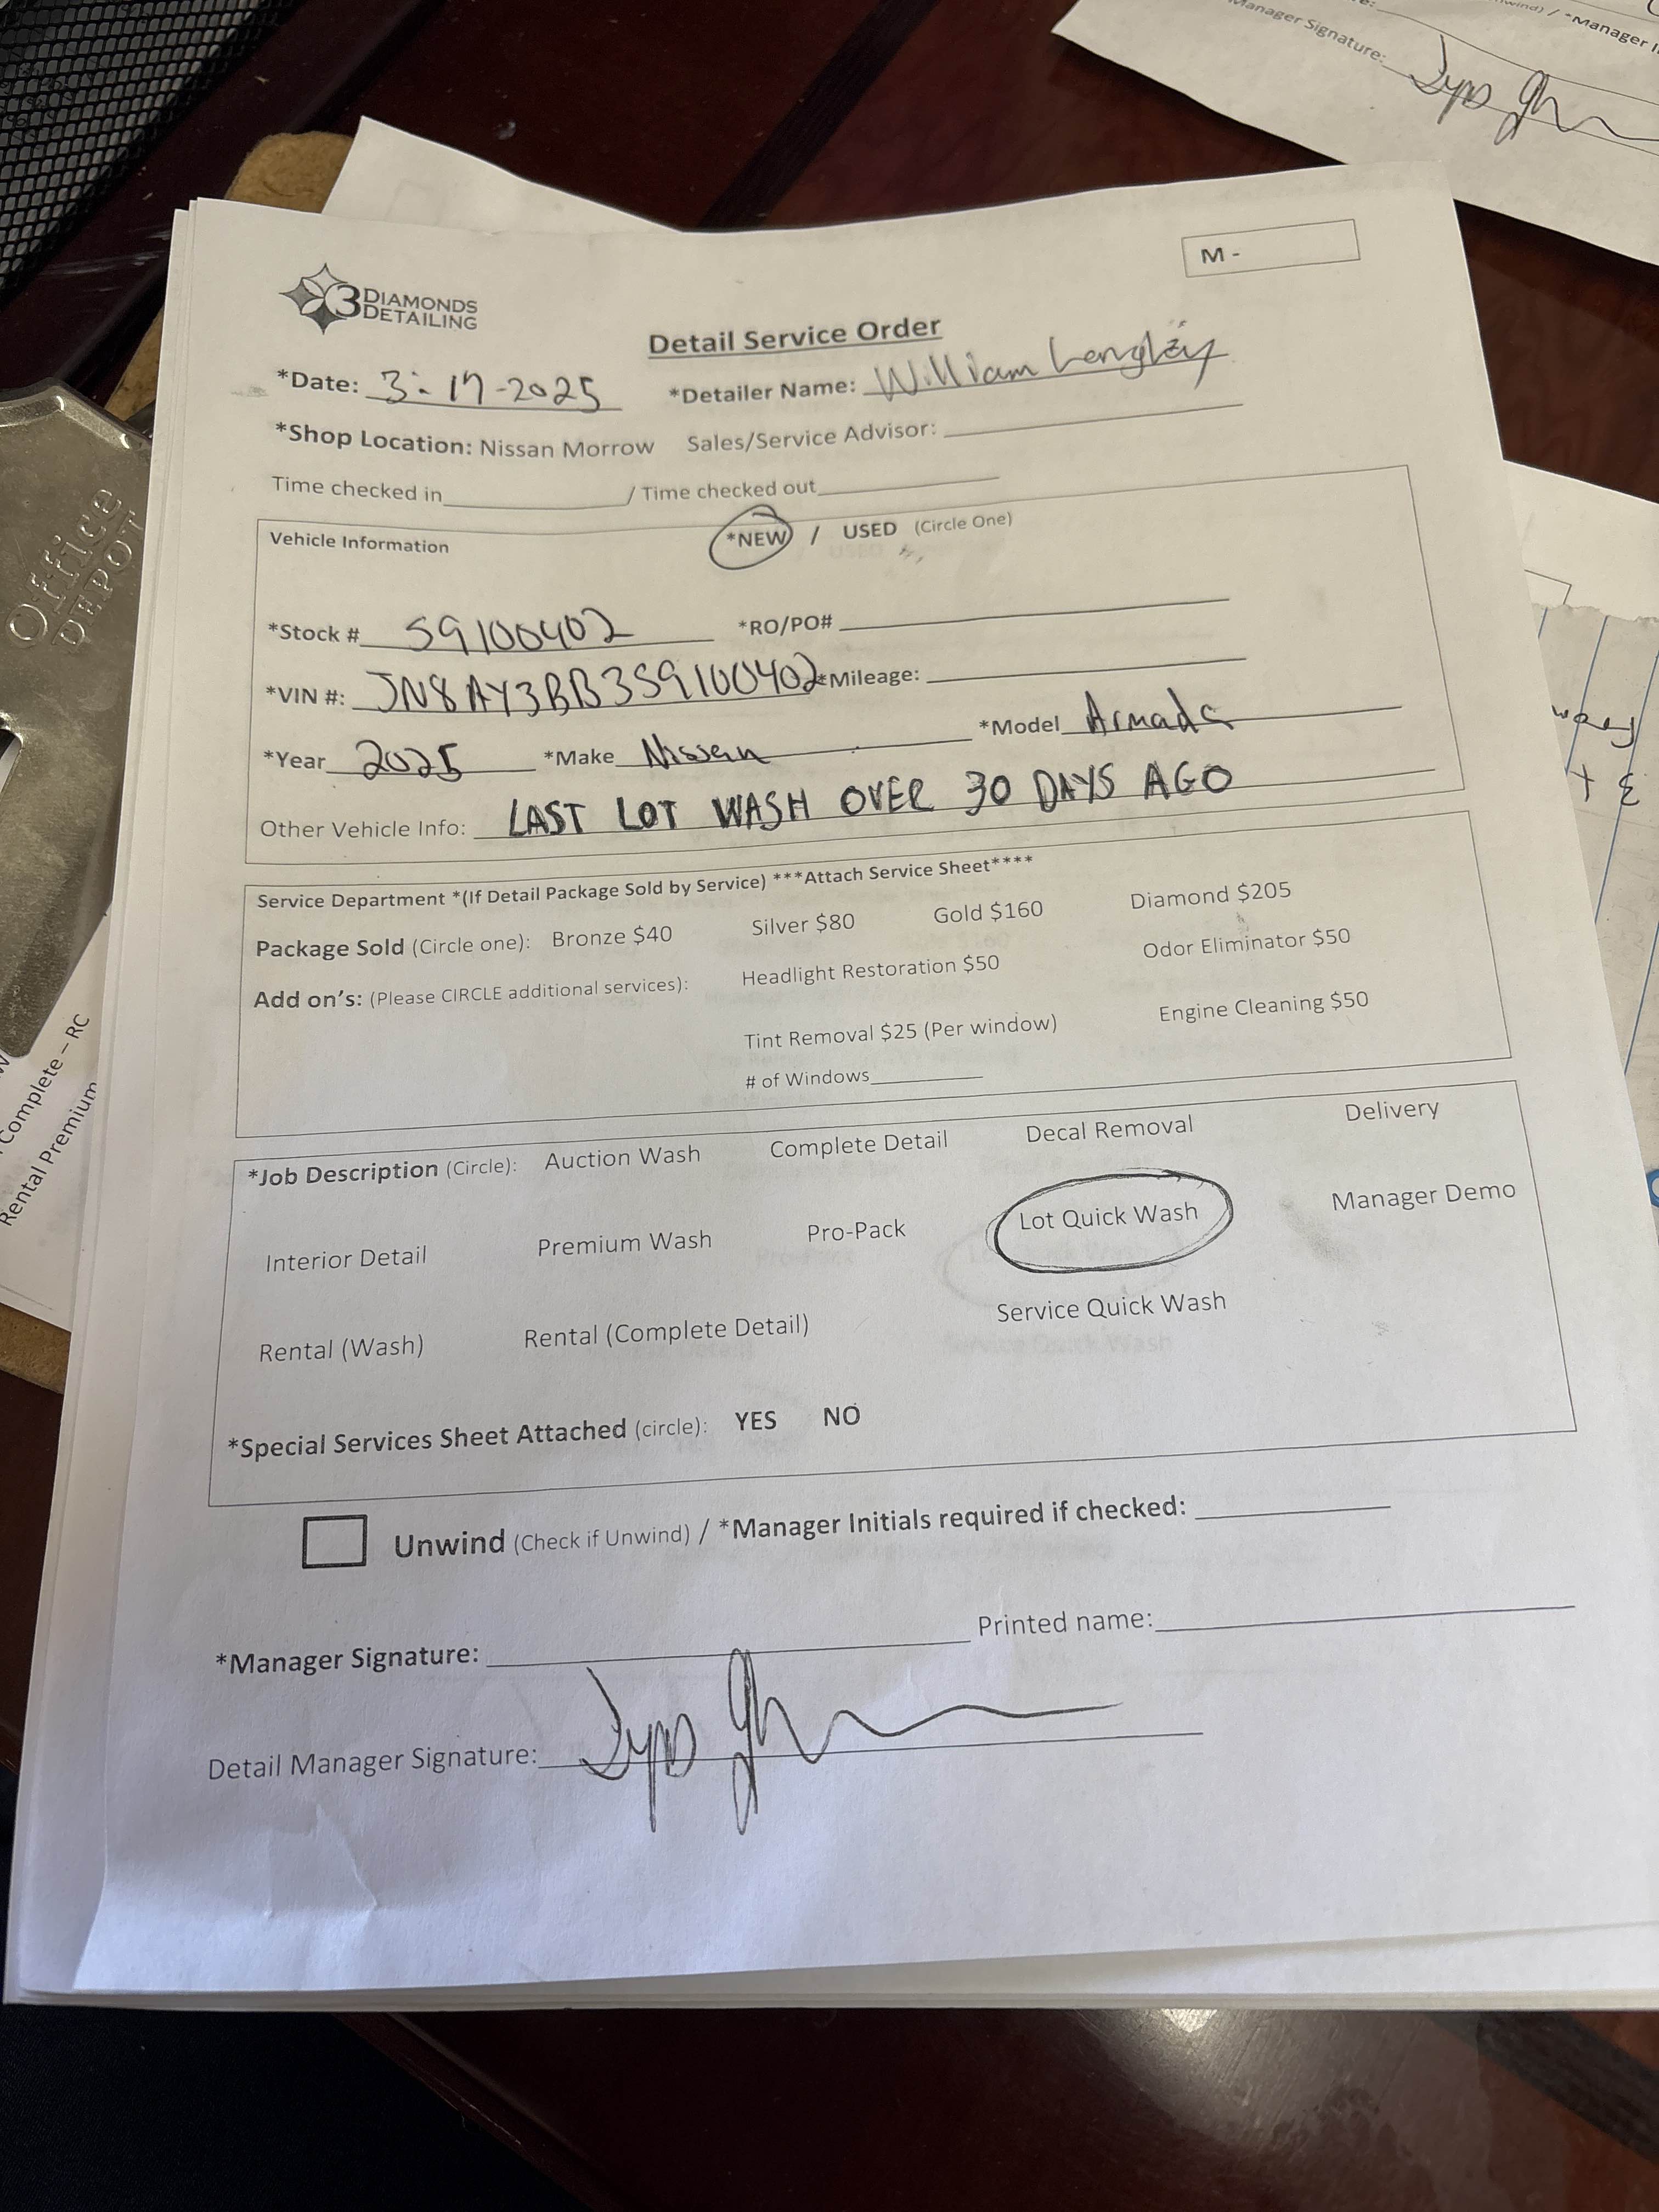 Manager Signature:
wind) / *Manager I
M -
3 DIAMONDS
DETAILING
Detail Service Order
*Date: 3-17-2025 *Detailer Name: William Langley
*Shop Location: Nissan Morrow Sales/Service Advisor:
Time checked in / Time checked out
Vehicle Information *NEW / USED (Circle One)
*Stock # S9100402 *RO/PO#
*VIN #: JN8AY3BB3S9100402 *Mileage:
*Year 2025 *Make Nissan *Model Armada
Other Vehicle Info: LAST LOT WASH OVER 30 DAYS AGO
Service Department *(If Detail Package Sold by Service) ***Attach Service Sheet****
Package Sold (Circle one): Bronze $40 Silver $80 Gold $160 Diamond $205
Add on's: (Please CIRCLE additional services): Headlight Restoration $50 Odor Eliminator $50
Tint Removal $25 (Per window) Engine Cleaning $50
# of Windows
*Job Description (Circle): Auction Wash Complete Detail Decal Removal Delivery
Interior Detail Premium Wash Pro-Pack Lot Quick Wash Manager Demo
Rental (Wash) Rental (Complete Detail) Service Quick Wash
*Special Services Sheet Attached (circle): YES NO
Unwind (Check if Unwind) / *Manager Initials required if checked:
*Manager Signature: Printed name:
Detail Manager Signature:
Office
DEPOT
Complete – RC
Rental Premium